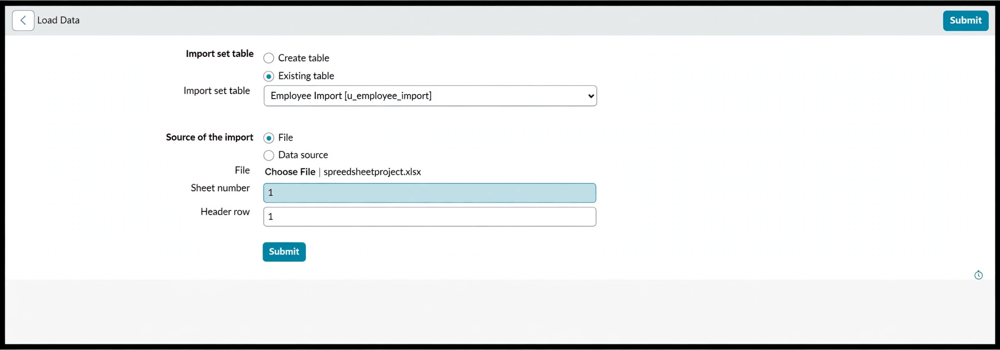 Load Data
Submit
Import set table
Create table
Existing table
Import set table
Employee Import [u_employee_import]
Source of the import
File
Data source
File
Choose File | spreedsheetproject.xlsx
Sheet number
1
Header row
1
Submit